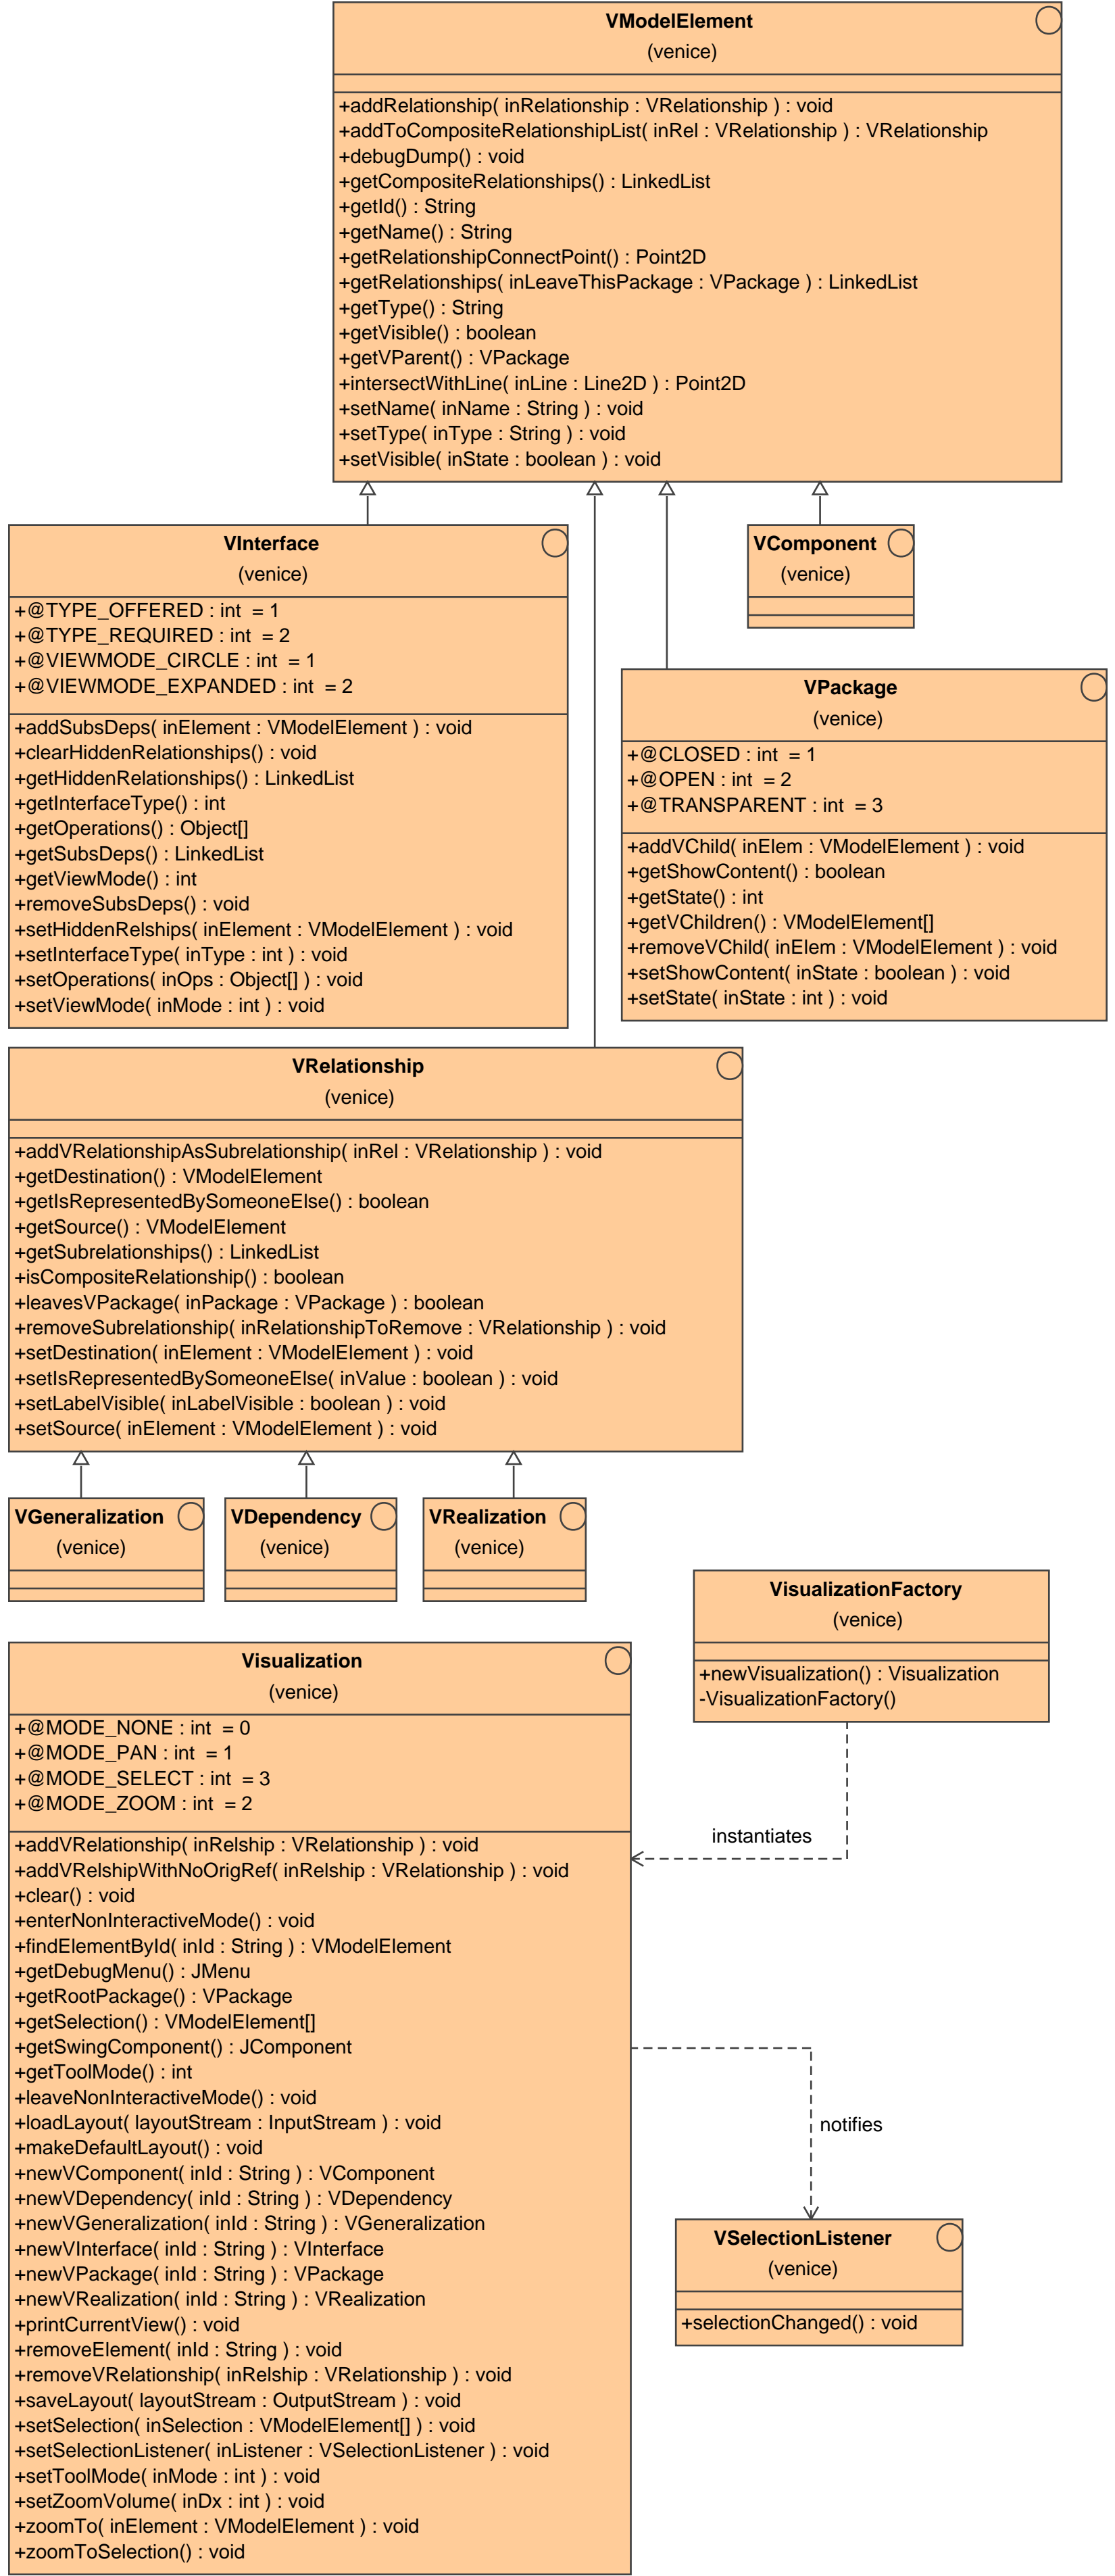 VModelElement
(venice)
+addRelationship( inRelationship : VRelationship ) : void
+addToCompositeRelationshipList( inRel : VRelationship ) : VRelationship
+debugDump() : void
+getCompositeRelationships() : LinkedList
+getId() : String
+getName() : String
+getRelationshipConnectPoint() : Point2D
+getRelationships( inLeaveThisPackage : VPackage ) : LinkedList
+getType() : String
+getVisible() : boolean
+getVParent() : VPackage
+intersectWithLine( inLine : Line2D ) : Point2D
+setName( inName : String ) : void
+setType( inType : String ) : void
+setVisible( inState : boolean ) : void
VInterface
(venice)
+@TYPE_OFFERED : int  = 1
+@TYPE_REQUIRED : int  = 2
+@VIEWMODE_CIRCLE : int  = 1
+@VIEWMODE_EXPANDED : int  = 2
+addSubsDeps( inElement : VModelElement ) : void
+clearHiddenRelationships() : void
+getHiddenRelationships() : LinkedList
+getInterfaceType() : int
+getOperations() : Object[]
+getSubsDeps() : LinkedList
+getViewMode() : int
+removeSubsDeps() : void
+setHiddenRelships( inElement : VModelElement ) : void
+setInterfaceType( inType : int ) : void
+setOperations( inOps : Object[] ) : void
+setViewMode( inMode : int ) : void
VComponent
(venice)
VPackage
(venice)
+@CLOSED : int  = 1
+@OPEN : int  = 2
+@TRANSPARENT : int  = 3
+addVChild( inElem : VModelElement ) : void
+getShowContent() : boolean
+getState() : int
+getVChildren() : VModelElement[]
+removeVChild( inElem : VModelElement ) : void
+setShowContent( inState : boolean ) : void
+setState( inState : int ) : void
VRelationship
(venice)
+addVRelationshipAsSubrelationship( inRel : VRelationship ) : void
+getDestination() : VModelElement
+getIsRepresentedBySomeoneElse() : boolean
+getSource() : VModelElement
+getSubrelationships() : LinkedList
+isCompositeRelationship() : boolean
+leavesVPackage( inPackage : VPackage ) : boolean
+removeSubrelationship( inRelationshipToRemove : VRelationship ) : void
+setDestination( inElement : VModelElement ) : void
+setIsRepresentedBySomeoneElse( inValue : boolean ) : void
+setLabelVisible( inLabelVisible : boolean ) : void
+setSource( inElement : VModelElement ) : void
VGeneralization
(venice)
VDependency
(venice)
VRealization
(venice)
VisualizationFactory
(venice)
+newVisualization() : Visualization
-VisualizationFactory()
Visualization
(venice)
+@MODE_NONE : int  = 0
+@MODE_PAN : int  = 1
+@MODE_SELECT : int  = 3
+@MODE_ZOOM : int  = 2
+addVRelationship( inRelship : VRelationship ) : void
+addVRelshipWithNoOrigRef( inRelship : VRelationship ) : void
+clear() : void
+enterNonInteractiveMode() : void
+findElementById( inId : String ) : VModelElement
+getDebugMenu() : JMenu
+getRootPackage() : VPackage
+getSelection() : VModelElement[]
+getSwingComponent() : JComponent
+getToolMode() : int
+leaveNonInteractiveMode() : void
+loadLayout( layoutStream : InputStream ) : void
+makeDefaultLayout() : void
+newVComponent( inId : String ) : VComponent
+newVDependency( inId : String ) : VDependency
+newVGeneralization( inId : String ) : VGeneralization
+newVInterface( inId : String ) : VInterface
+newVPackage( inId : String ) : VPackage
+newVRealization( inId : String ) : VRealization
+printCurrentView() : void
+removeElement( inId : String ) : void
+removeVRelationship( inRelship : VRelationship ) : void
+saveLayout( layoutStream : OutputStream ) : void
+setSelection( inSelection : VModelElement[] ) : void
+setSelectionListener( inListener : VSelectionListener ) : void
+setToolMode( inMode : int ) : void
+setZoomVolume( inDx : int ) : void
+zoomTo( inElement : VModelElement ) : void
+zoomToSelection() : void
instantiates
notifies
VSelectionListener
(venice)
+selectionChanged() : void